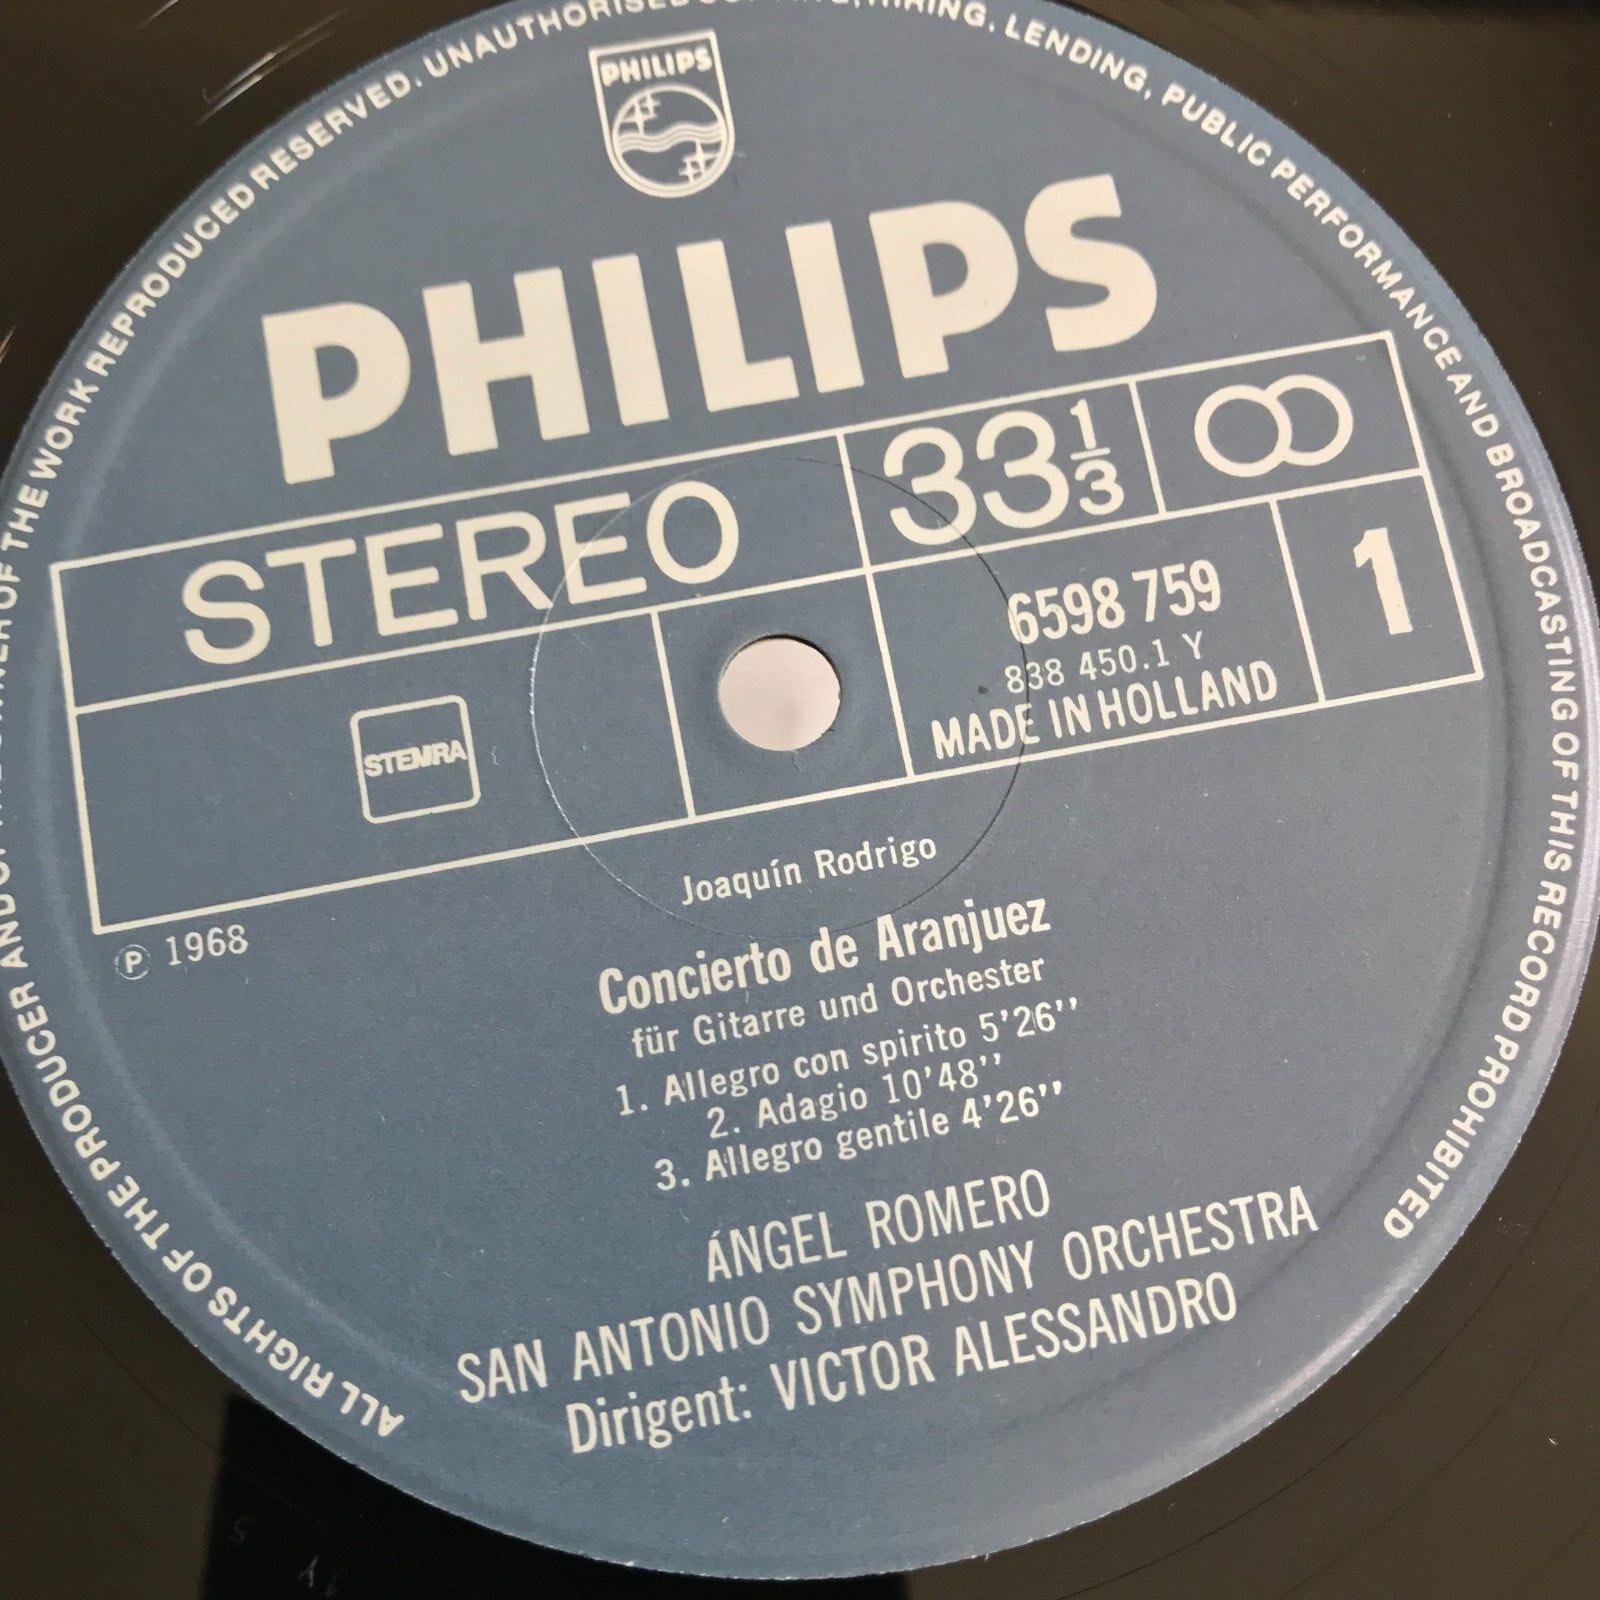 PHILIPS
PHILIPS
STEREO
33 1/3
6598 759
838 450.1 Y
MADE IN HOLLAND
1
STEMRA
℗ 1968
Joaquín Rodrigo
Concierto de Aranjuez
für Gitarre und Orchester
1. Allegro con spirito 5'26''
2. Adagio 10'48''
3. Allegro gentile 4'26''
ÁNGEL ROMERO
SAN ANTONIO SYMPHONY ORCHESTRA
Dirigent: VICTOR ALESSANDRO
ALL RIGHTS OF THE PRODUCER AND OF THE OWNER OF THE WORK REPRODUCED RESERVED. UNAUTHORISED COPYING, HIRING, LENDING, PUBLIC PERFORMANCE AND BROADCASTING OF THIS RECORD PROHIBITED